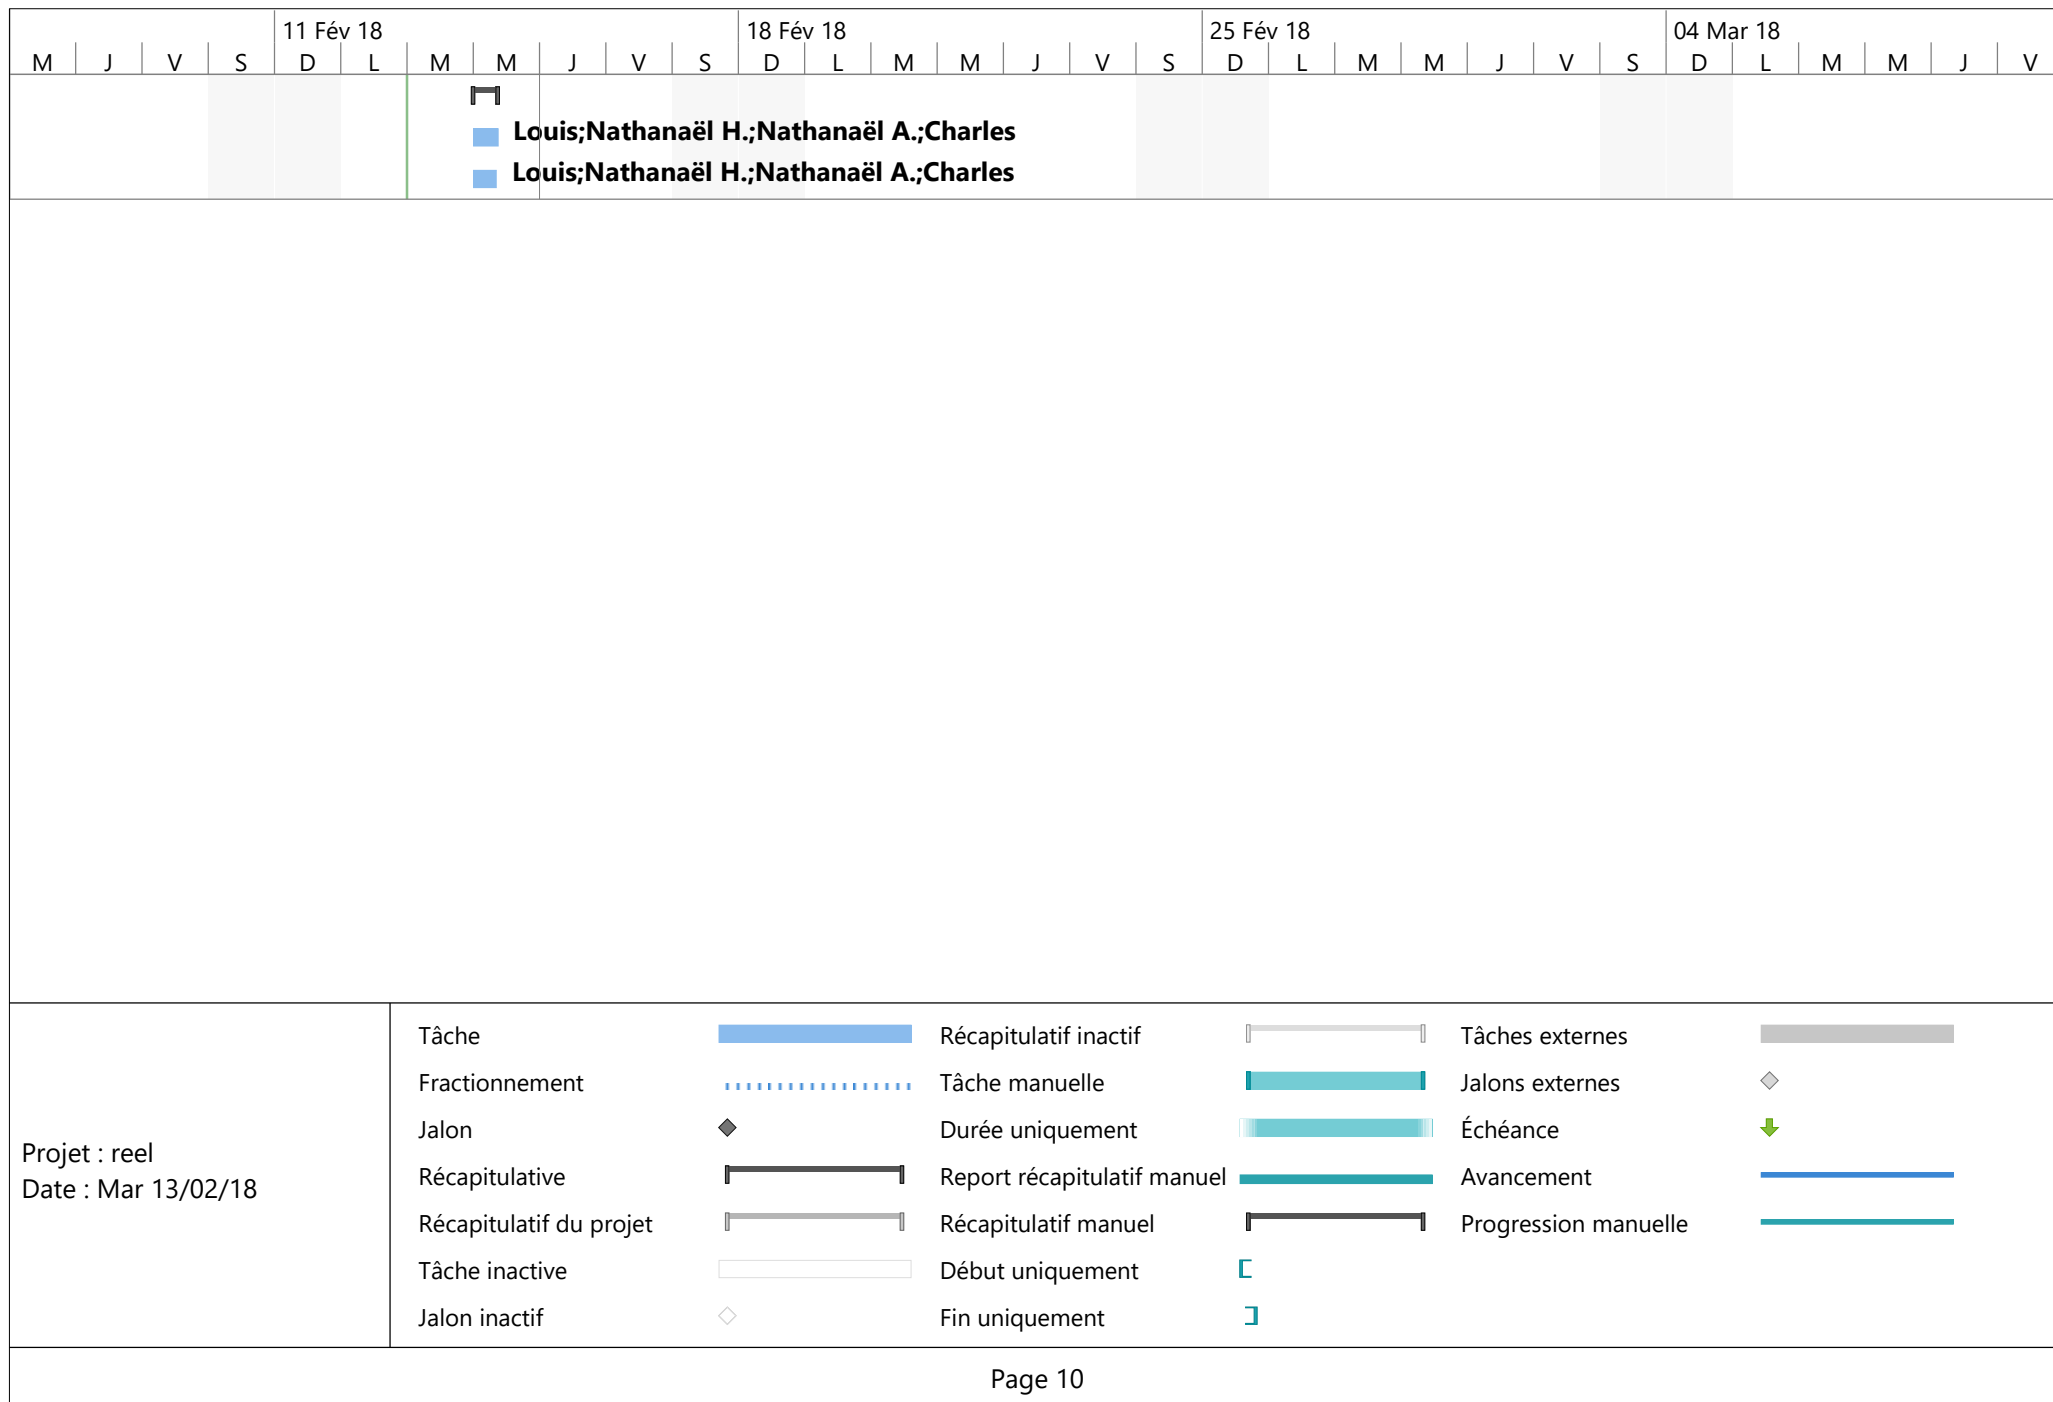 11 Fév 18 18 Fév 18 25 Fév 18 04 Mar 18
M J V S D L M M J V S D L M M J V S D L M M J V S D L M M J V
Louis;Nathanaël H.;Nathanaël A.;Charles
Louis;Nathanaël H.;Nathanaël A.;Charles
Projet : reel
Date : Mar 13/02/18
Tâche
Fractionnement
Jalon
Récapitulative
Récapitulatif du projet
Tâche inactive
Jalon inactif
Récapitulatif inactif
Tâche manuelle
Durée uniquement
Report récapitulatif manuel
Récapitulatif manuel
Début uniquement
Fin uniquement
Tâches externes
Jalons externes
Échéance
Avancement
Progression manuelle
Page 10